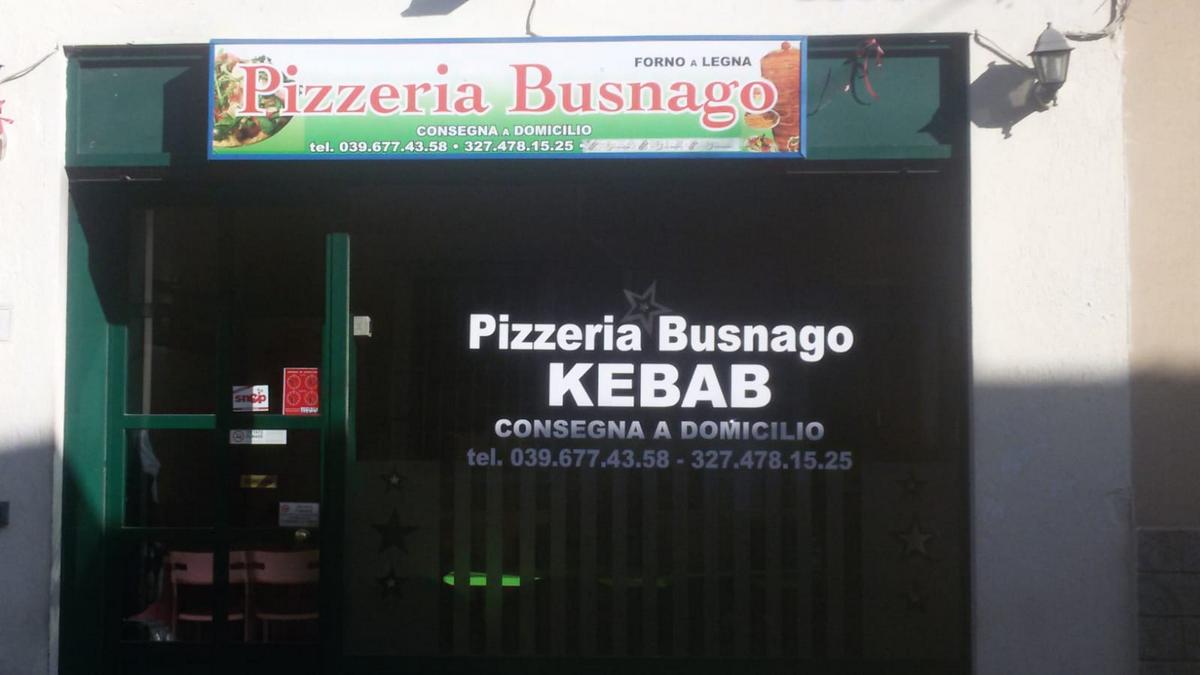 FORNO A LEGNA
Pizzeria Busnago
CONSEGNA A DOMICILIO
tel. 039.677.43.58 • 327.478.15.25 •
Pizzeria Busnago
KEBAB
CONSEGNA A DOMICILIO
tel. 039.677.43.58 - 327.478.15.25